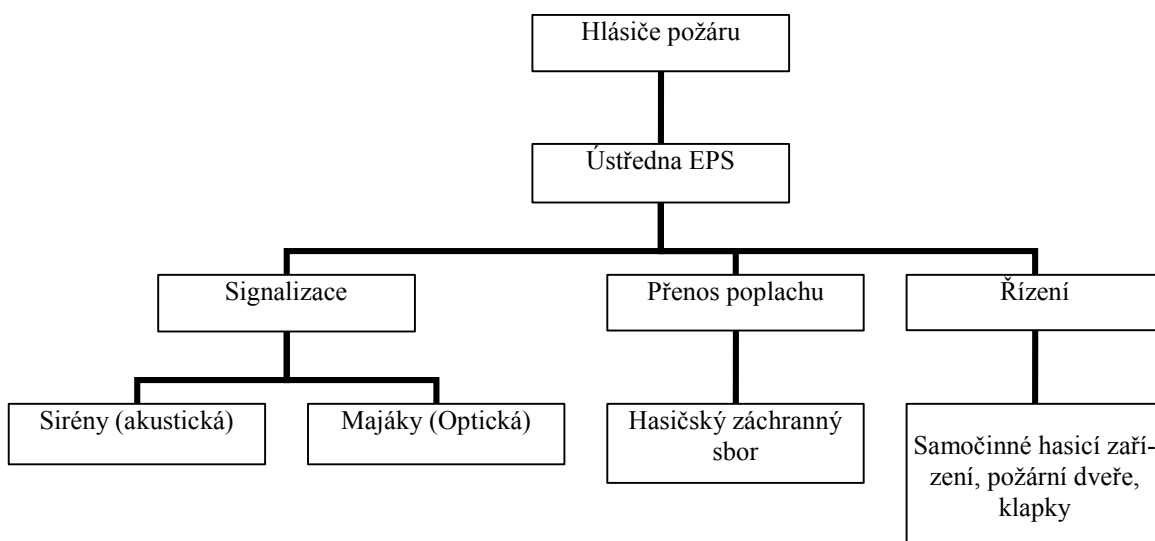 Hlásiče požáru
Ústředna EPS
Signalizace
Přenos poplachu
Řízení
Sirény (akustická)
Majáky (Optická)
Hasičský záchranný
sbor
Samočinné hasicí zaří-
zení, požární dveře,
klapky